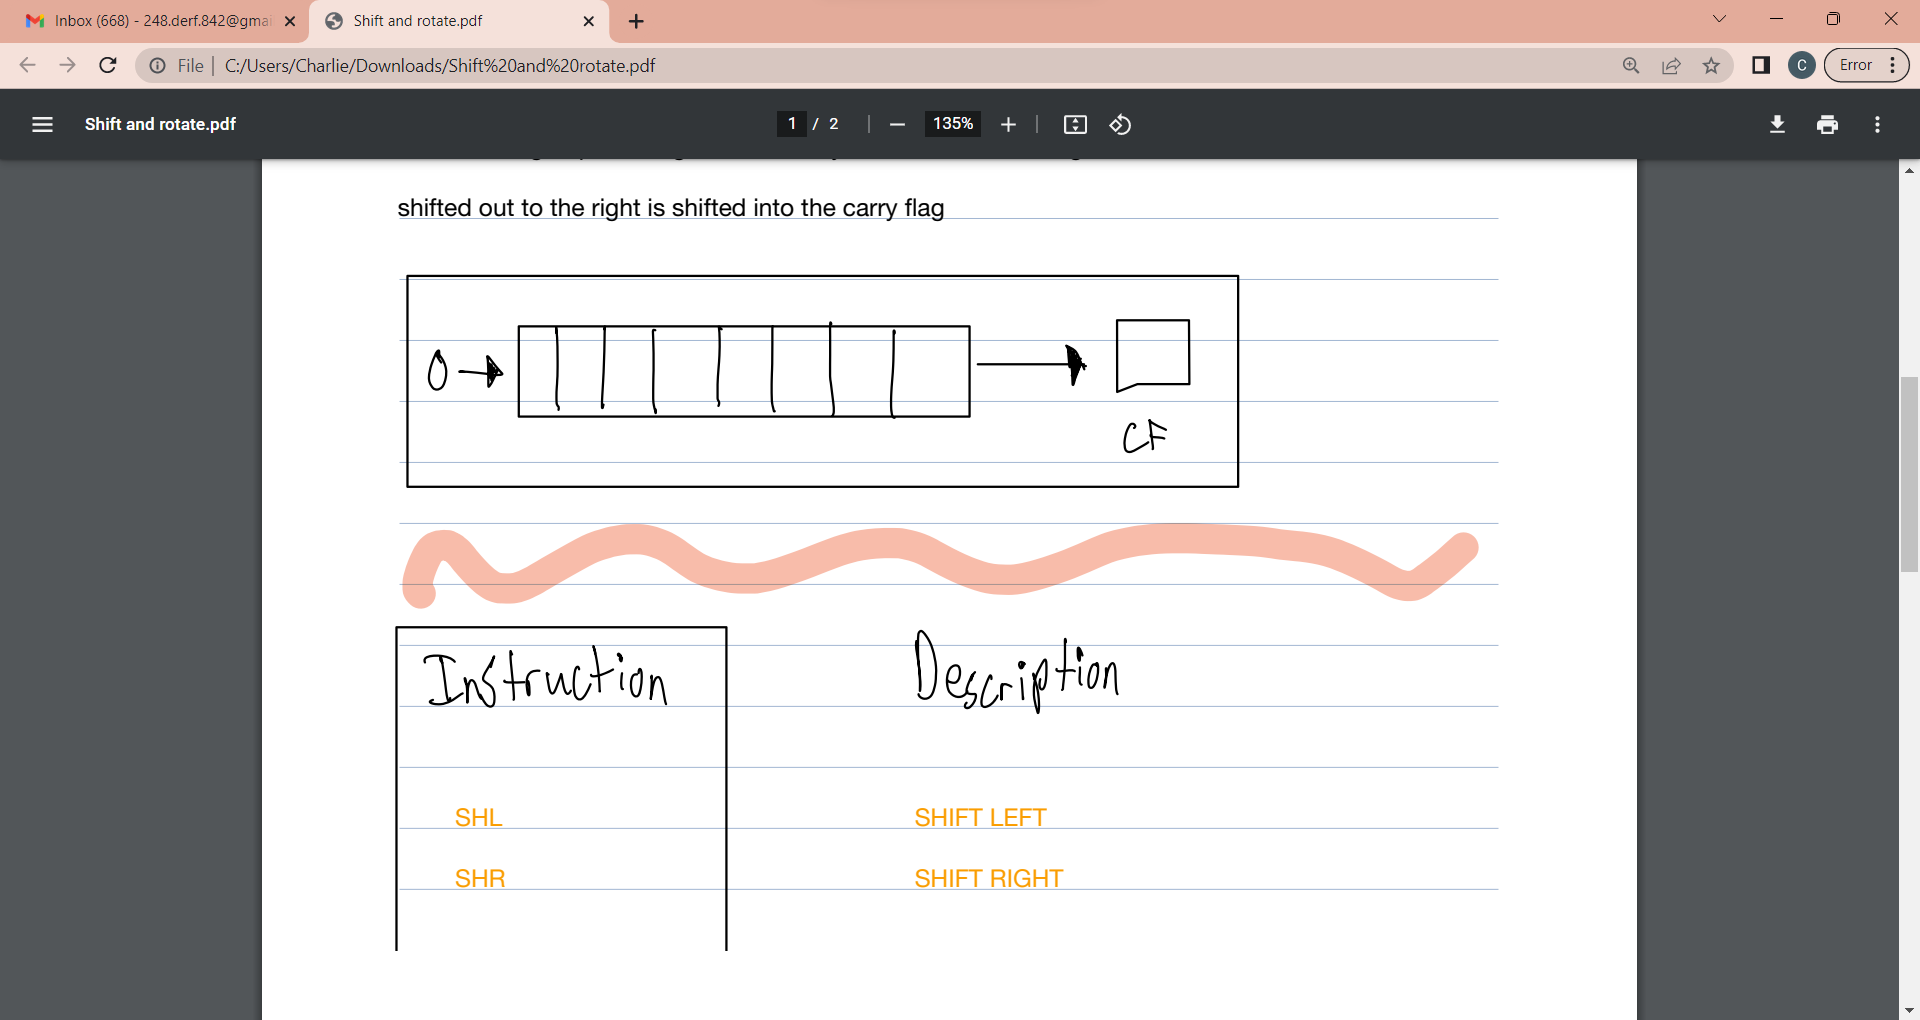 Inbox (668) - 248.derf.842@gmai
Shift and rotate.pdf
File
C:/Users/Charlie/Downloads/Shift%20and%20rotate.pdf
C
Error
Shift and rotate.pdf
1 / 2
135%
shifted out to the right is shifted into the carry flag
0
CF
Instruction Description
SHL SHIFT LEFT
SHR SHIFT RIGHT